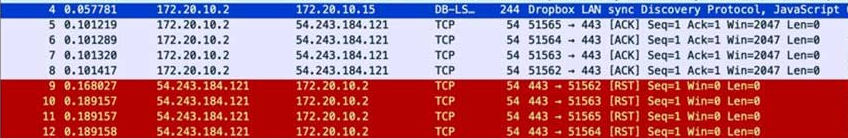 4 0.057781 172.20.10.2 172.20.10.15 DB-LS… 244 Dropbox LAN sync Discovery Protocol, JavaScript
5 0.101219 172.20.10.2 54.243.184.121 TCP 54 51565 → 443 [ACK] Seq=1 Ack=1 Win=2047 Len=0
6 0.101289 172.20.10.2 54.243.184.121 TCP 54 51564 → 443 [ACK] Seq=1 Ack=1 Win=2047 Len=0
7 0.101320 172.20.10.2 54.243.184.121 TCP 54 51563 → 443 [ACK] Seq=1 Ack=1 Win=2047 Len=0
8 0.101417 172.20.10.2 54.243.184.121 TCP 54 51562 → 443 [ACK] Seq=1 Ack=1 Win=2047 Len=0
9 0.168027 54.243.184.121 172.20.10.2 TCP 54 443 → 51562 [RST] Seq=1 Win=0 Len=0
10 0.189157 54.243.184.121 172.20.10.2 TCP 54 443 → 51563 [RST] Seq=1 Win=0 Len=0
11 0.189157 54.243.184.121 172.20.10.2 TCP 54 443 → 51565 [RST] Seq=1 Win=0 Len=0
12 0.189158 54.243.184.121 172.20.10.2 TCP 54 443 → 51564 [RST] Seq=1 Win=0 Len=0